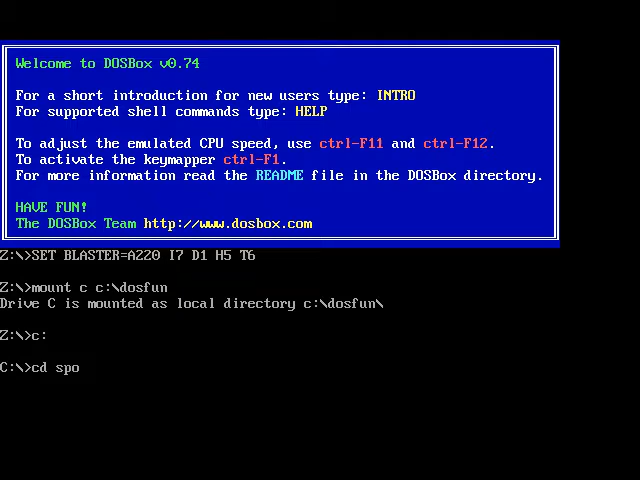 Welcome to DOSBox v0.74
For a short introduction for new users type: INTRO
For supported shell commands type: HELP
To adjust the emulated CPU speed, use ctrl-F11 and ctrl-F12.
To activate the keymapper ctrl-F1.
For more information read the README file in the DOSBox directory.
HAVE FUN!
The DOSBox Team http://www.dosbox.com
Z:\>SET BLASTER=A220 I7 D1 H5 T6
Z:\>mount c c:\dosfun
Drive C is mounted as local directory c:\dosfun\
Z:\>c:
C:\>cd spo